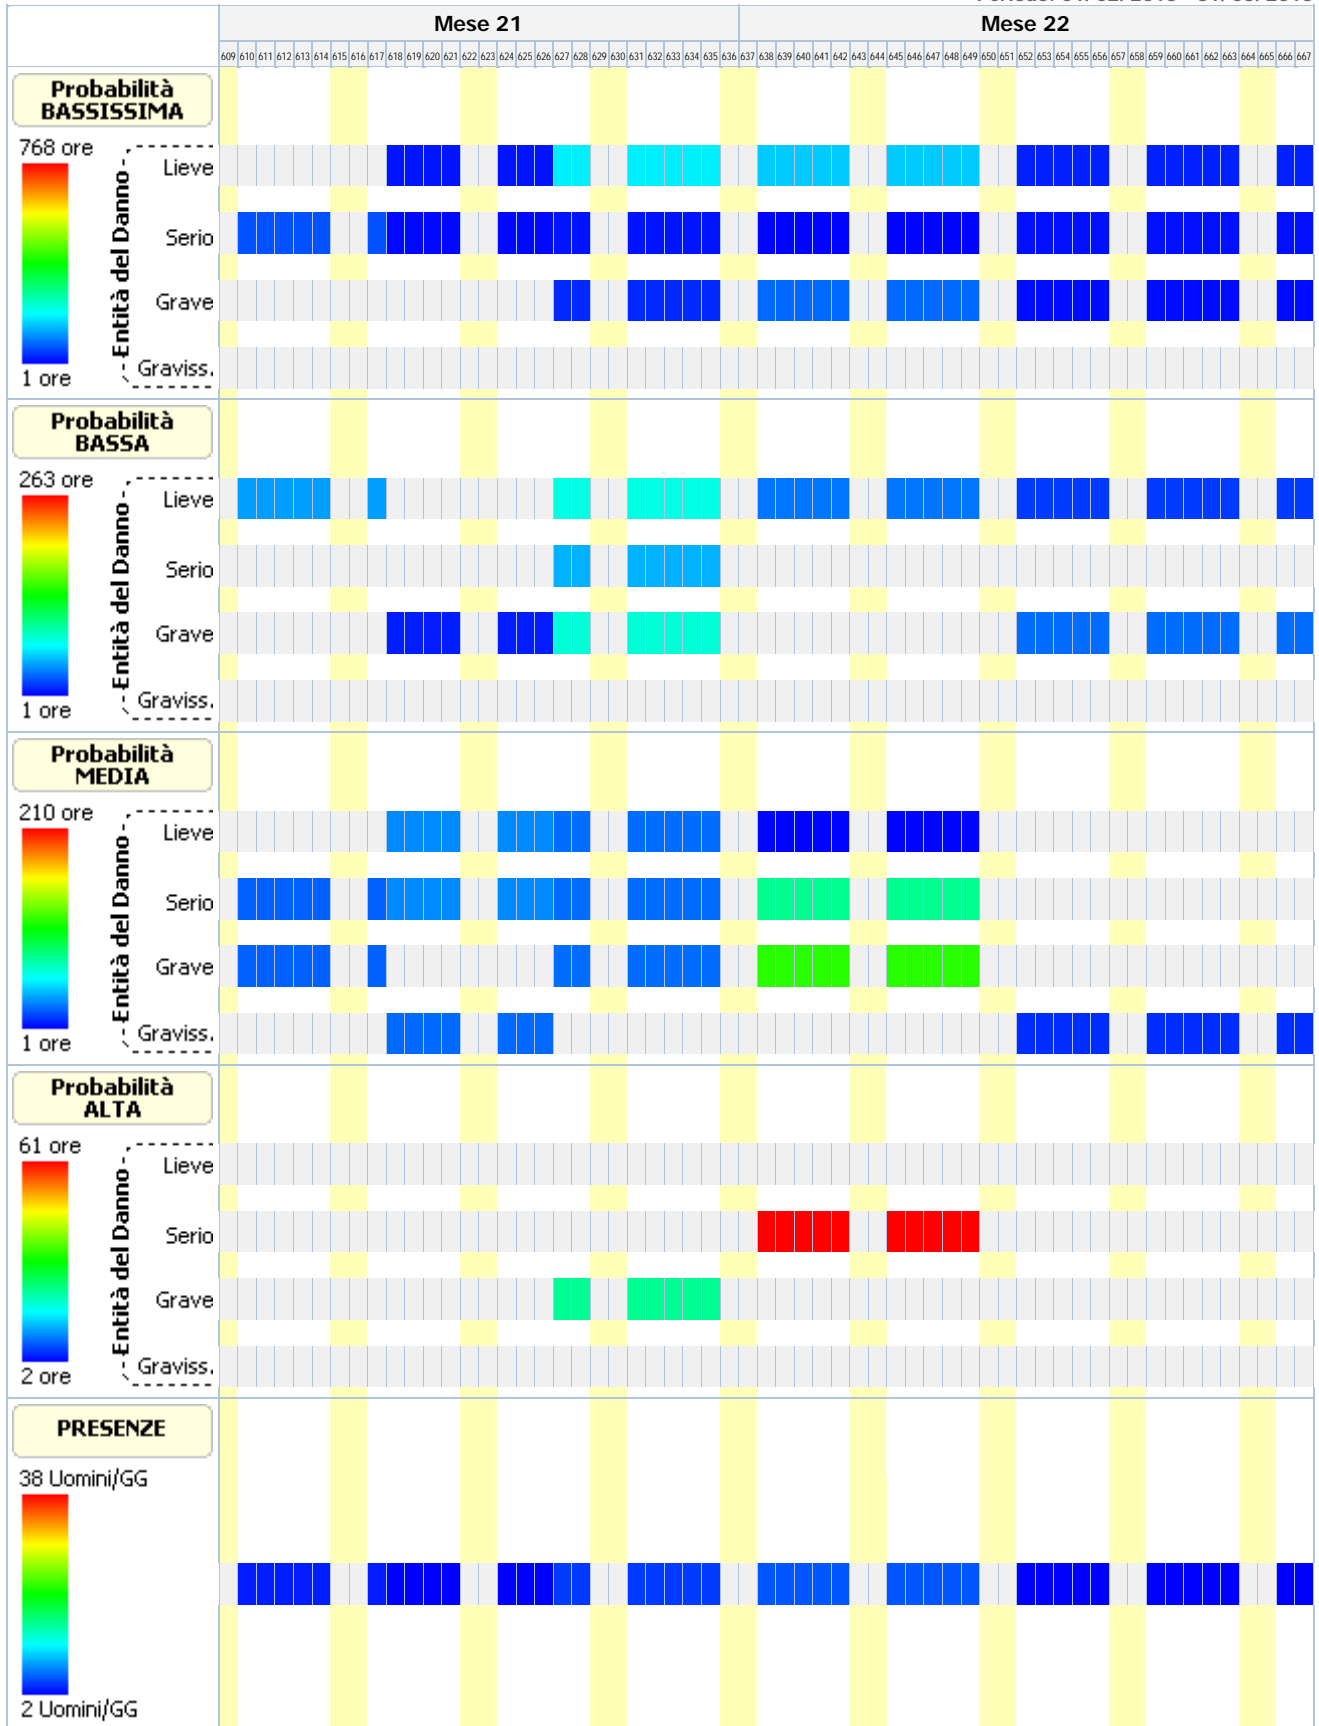 Mese 21 Mese 22
609 610 611 612 613 614 615 616 617 618 619 620 621 622 623 624 625 626 627 628 629 630 631 632 633 634 635 636 637 638 639 640 641 642 643 644 645 646 647 648 649 650 651 652 653 654 655 656 657 658 659 660 661 662 663 664 665 666 667
Probabilità
BASSISSIMA
768 ore
Entità del Danno
Lieve
Serio
Grave
Graviss.
1 ore
Probabilità
BASSA
263 ore
Entità del Danno
Lieve
Serio
Grave
Graviss.
1 ore
Probabilità
MEDIA
210 ore
Entità del Danno
Lieve
Serio
Grave
Graviss.
1 ore
Probabilità
ALTA
61 ore
Entità del Danno
Lieve
Serio
Grave
Graviss.
2 ore
PRESENZE
38 Uomini/GG
2 Uomini/GG